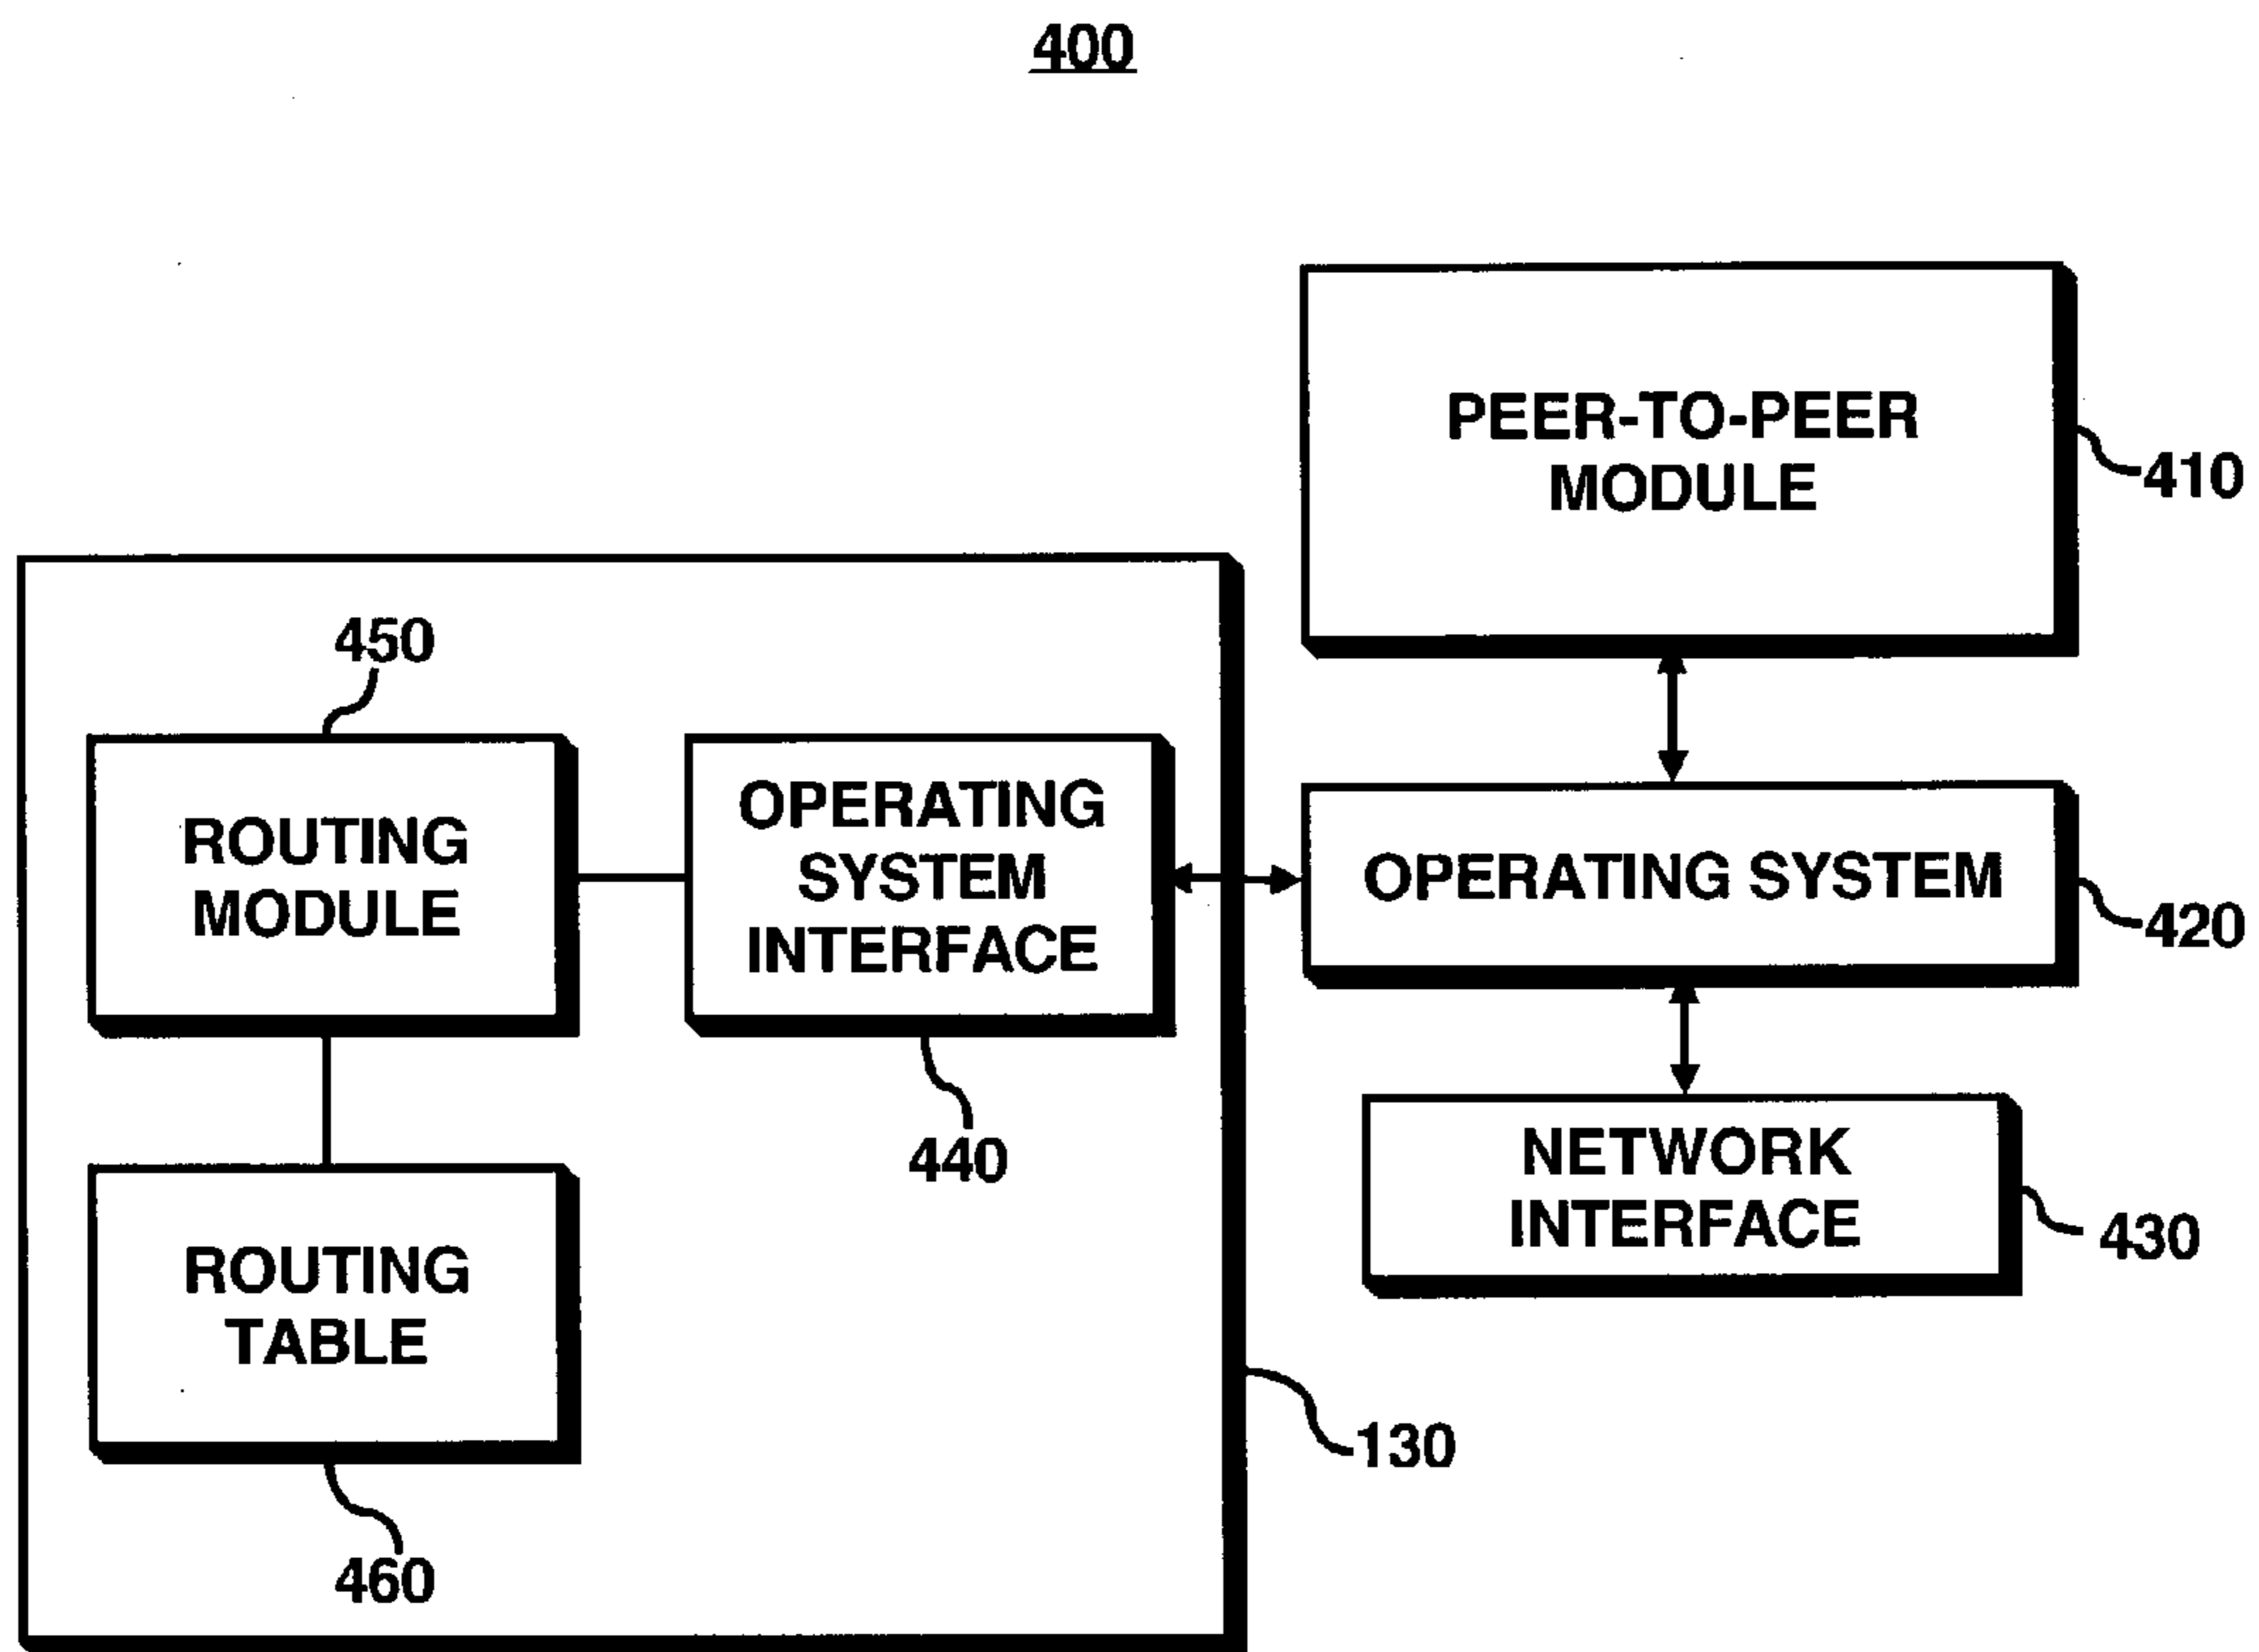 400
PEER-TO-PEER
MODULE
410
450
ROUTING
MODULE
OPERATING
SYSTEM
INTERFACE
440
OPERATING SYSTEM
420
NETWORK
INTERFACE
430
ROUTING
TABLE
460
130